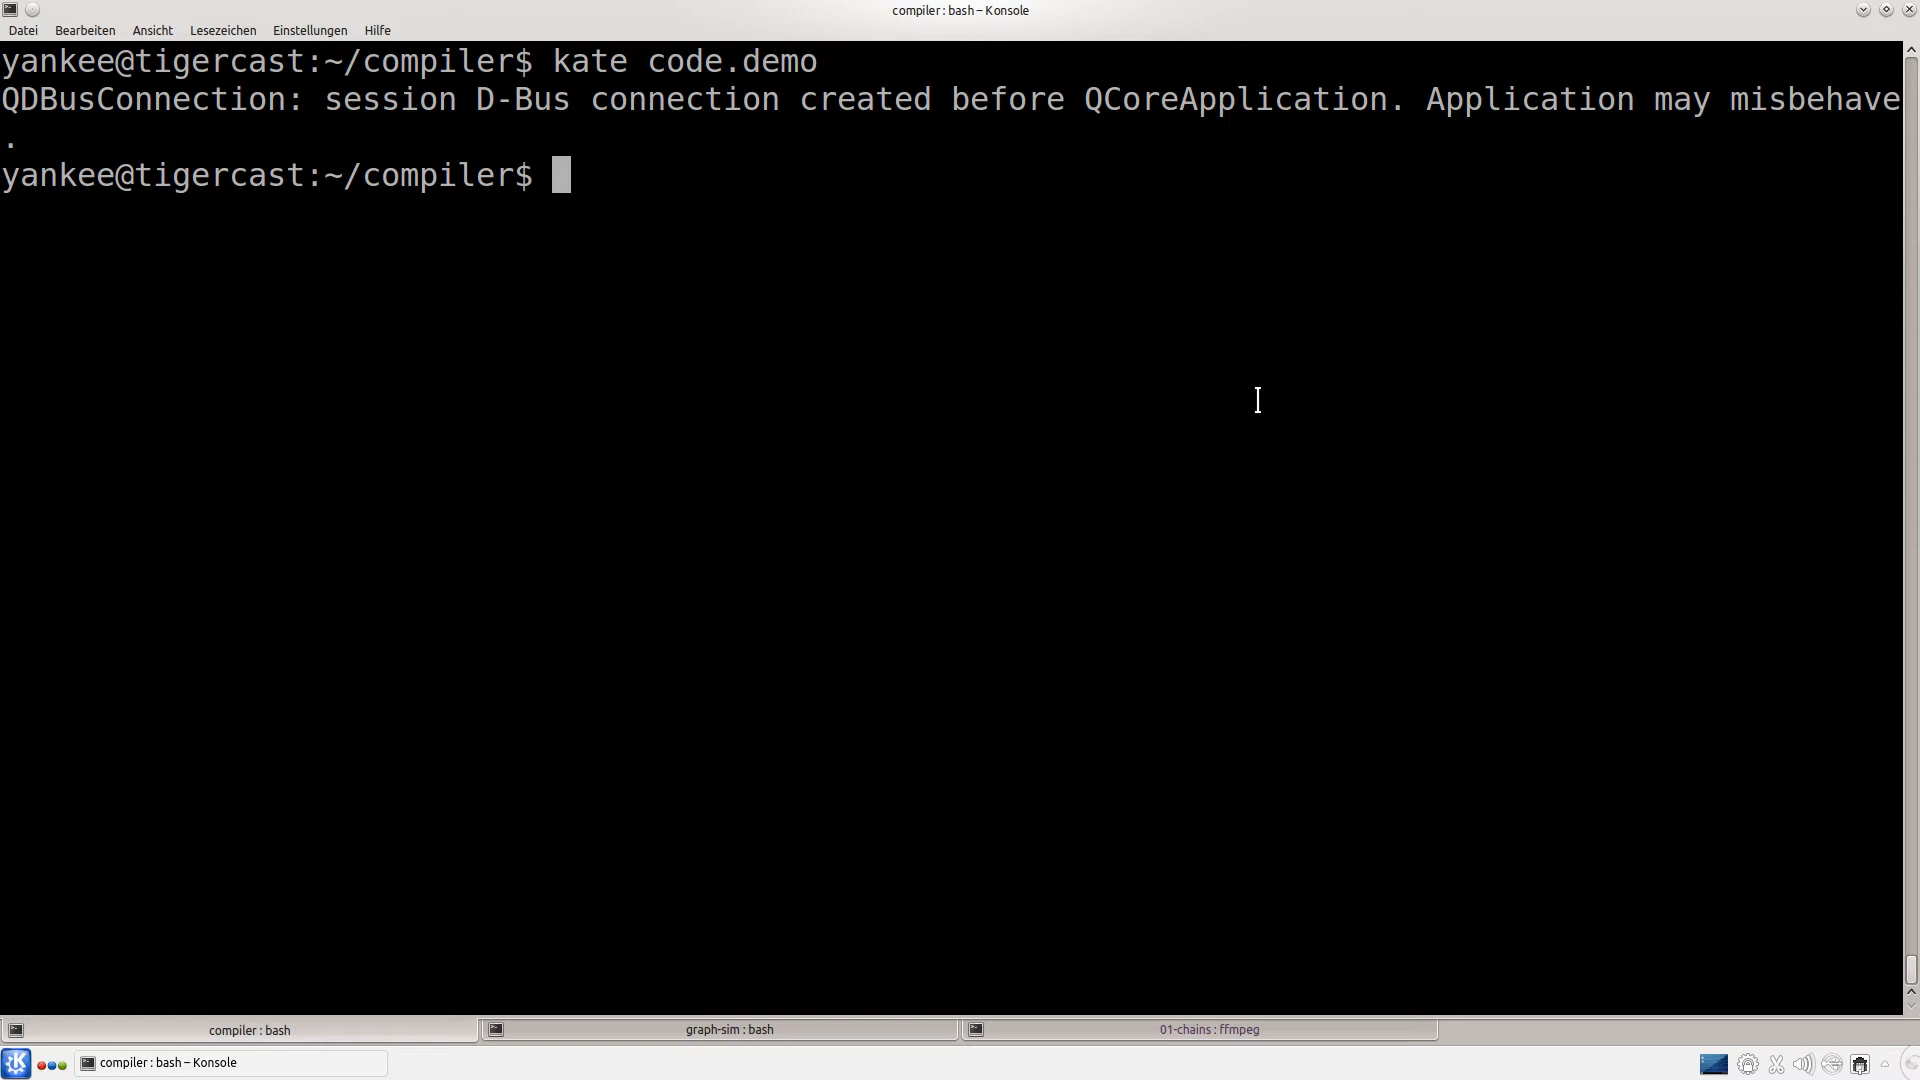 compiler : bash – Konsole
Datei Bearbeiten Ansicht Lesezeichen Einstellungen Hilfe
yankee@tigercast:~/compiler$ kate code.demo
QDBusConnection: session D-Bus connection created before QCoreApplication. Application may misbehave
.
yankee@tigercast:~/compiler$
compiler : bash graph-sim : bash 01-chains : ffmpeg
compiler : bash – Konsole